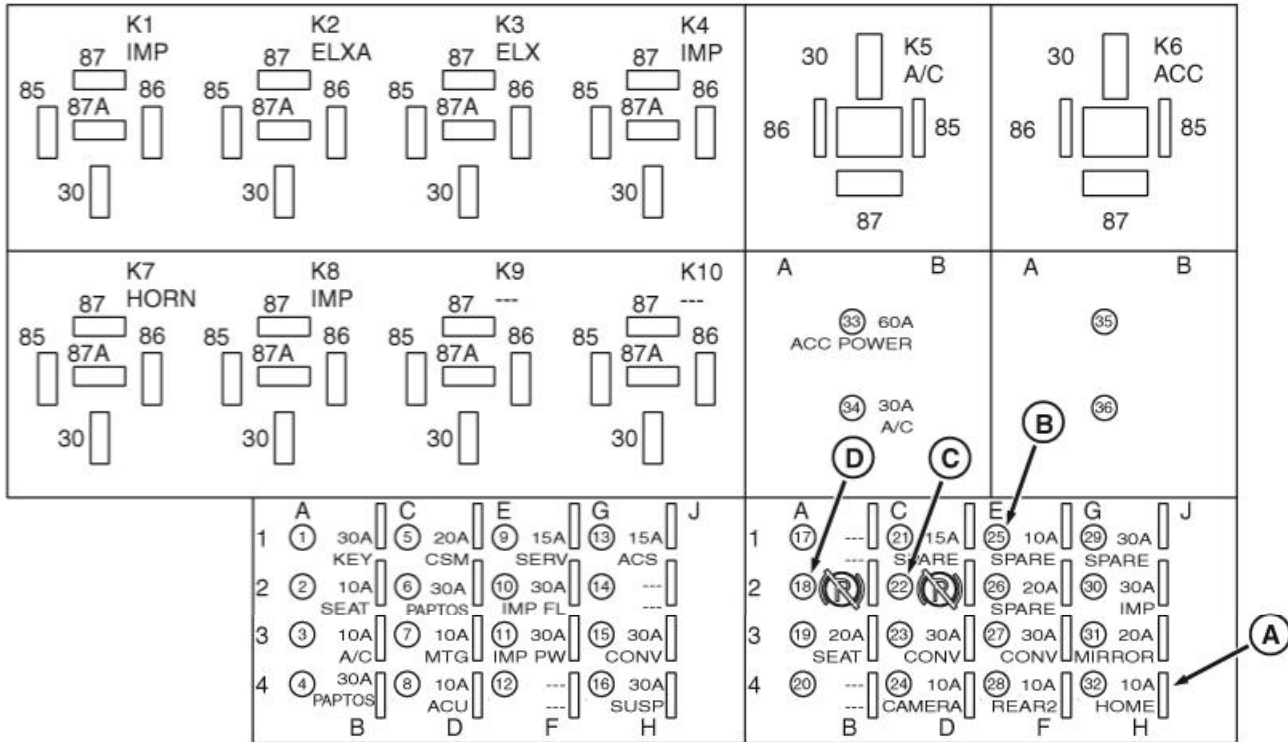 K1 K2 K3 K4 K5 K6
IMP ELXA ELX IMP A/C ACC
87 87 87 87 30 30
85 86 85 86 85 86 85 86
87A 87A 87A 87A 86 85 86 85
30 30 30 30 87 87
K7 K8 K9 K10 A B A B
HORN IMP --- ---
87 87 87 87
33 60A 35
85 86 85 86 85 86 85 86
ACC POWER
87A 87A 87A 87A
34 30A 36
A/C
30 30 30 30
D C B
A C E G J A C E G J
1 1 30A 5 20A 9 15A 13 15A 1 17 --- 21 15A 25 10A 29 30A
KEY CSM SERV ACS --- SPARE SPARE SPARE
2 2 10A 6 30A 10 30A 14 --- 2 18 P 22 P 26 20A 30 30A
SEAT PAPTOS IMP FL --- SPARE IMP
3 3 10A 7 10A 11 30A 15 30A 3 19 20A 23 30A 27 30A 31 20A
A/C MTG IMP PW CONV SEAT CONV CONV MIRROR
A
4 4 30A 8 10A 12 --- 16 30A 4 20 --- 24 10A 28 10A 32 10A
PAPTOS ACU --- SUSP --- CAMERA REAR2 HOME
B D F H B D F H